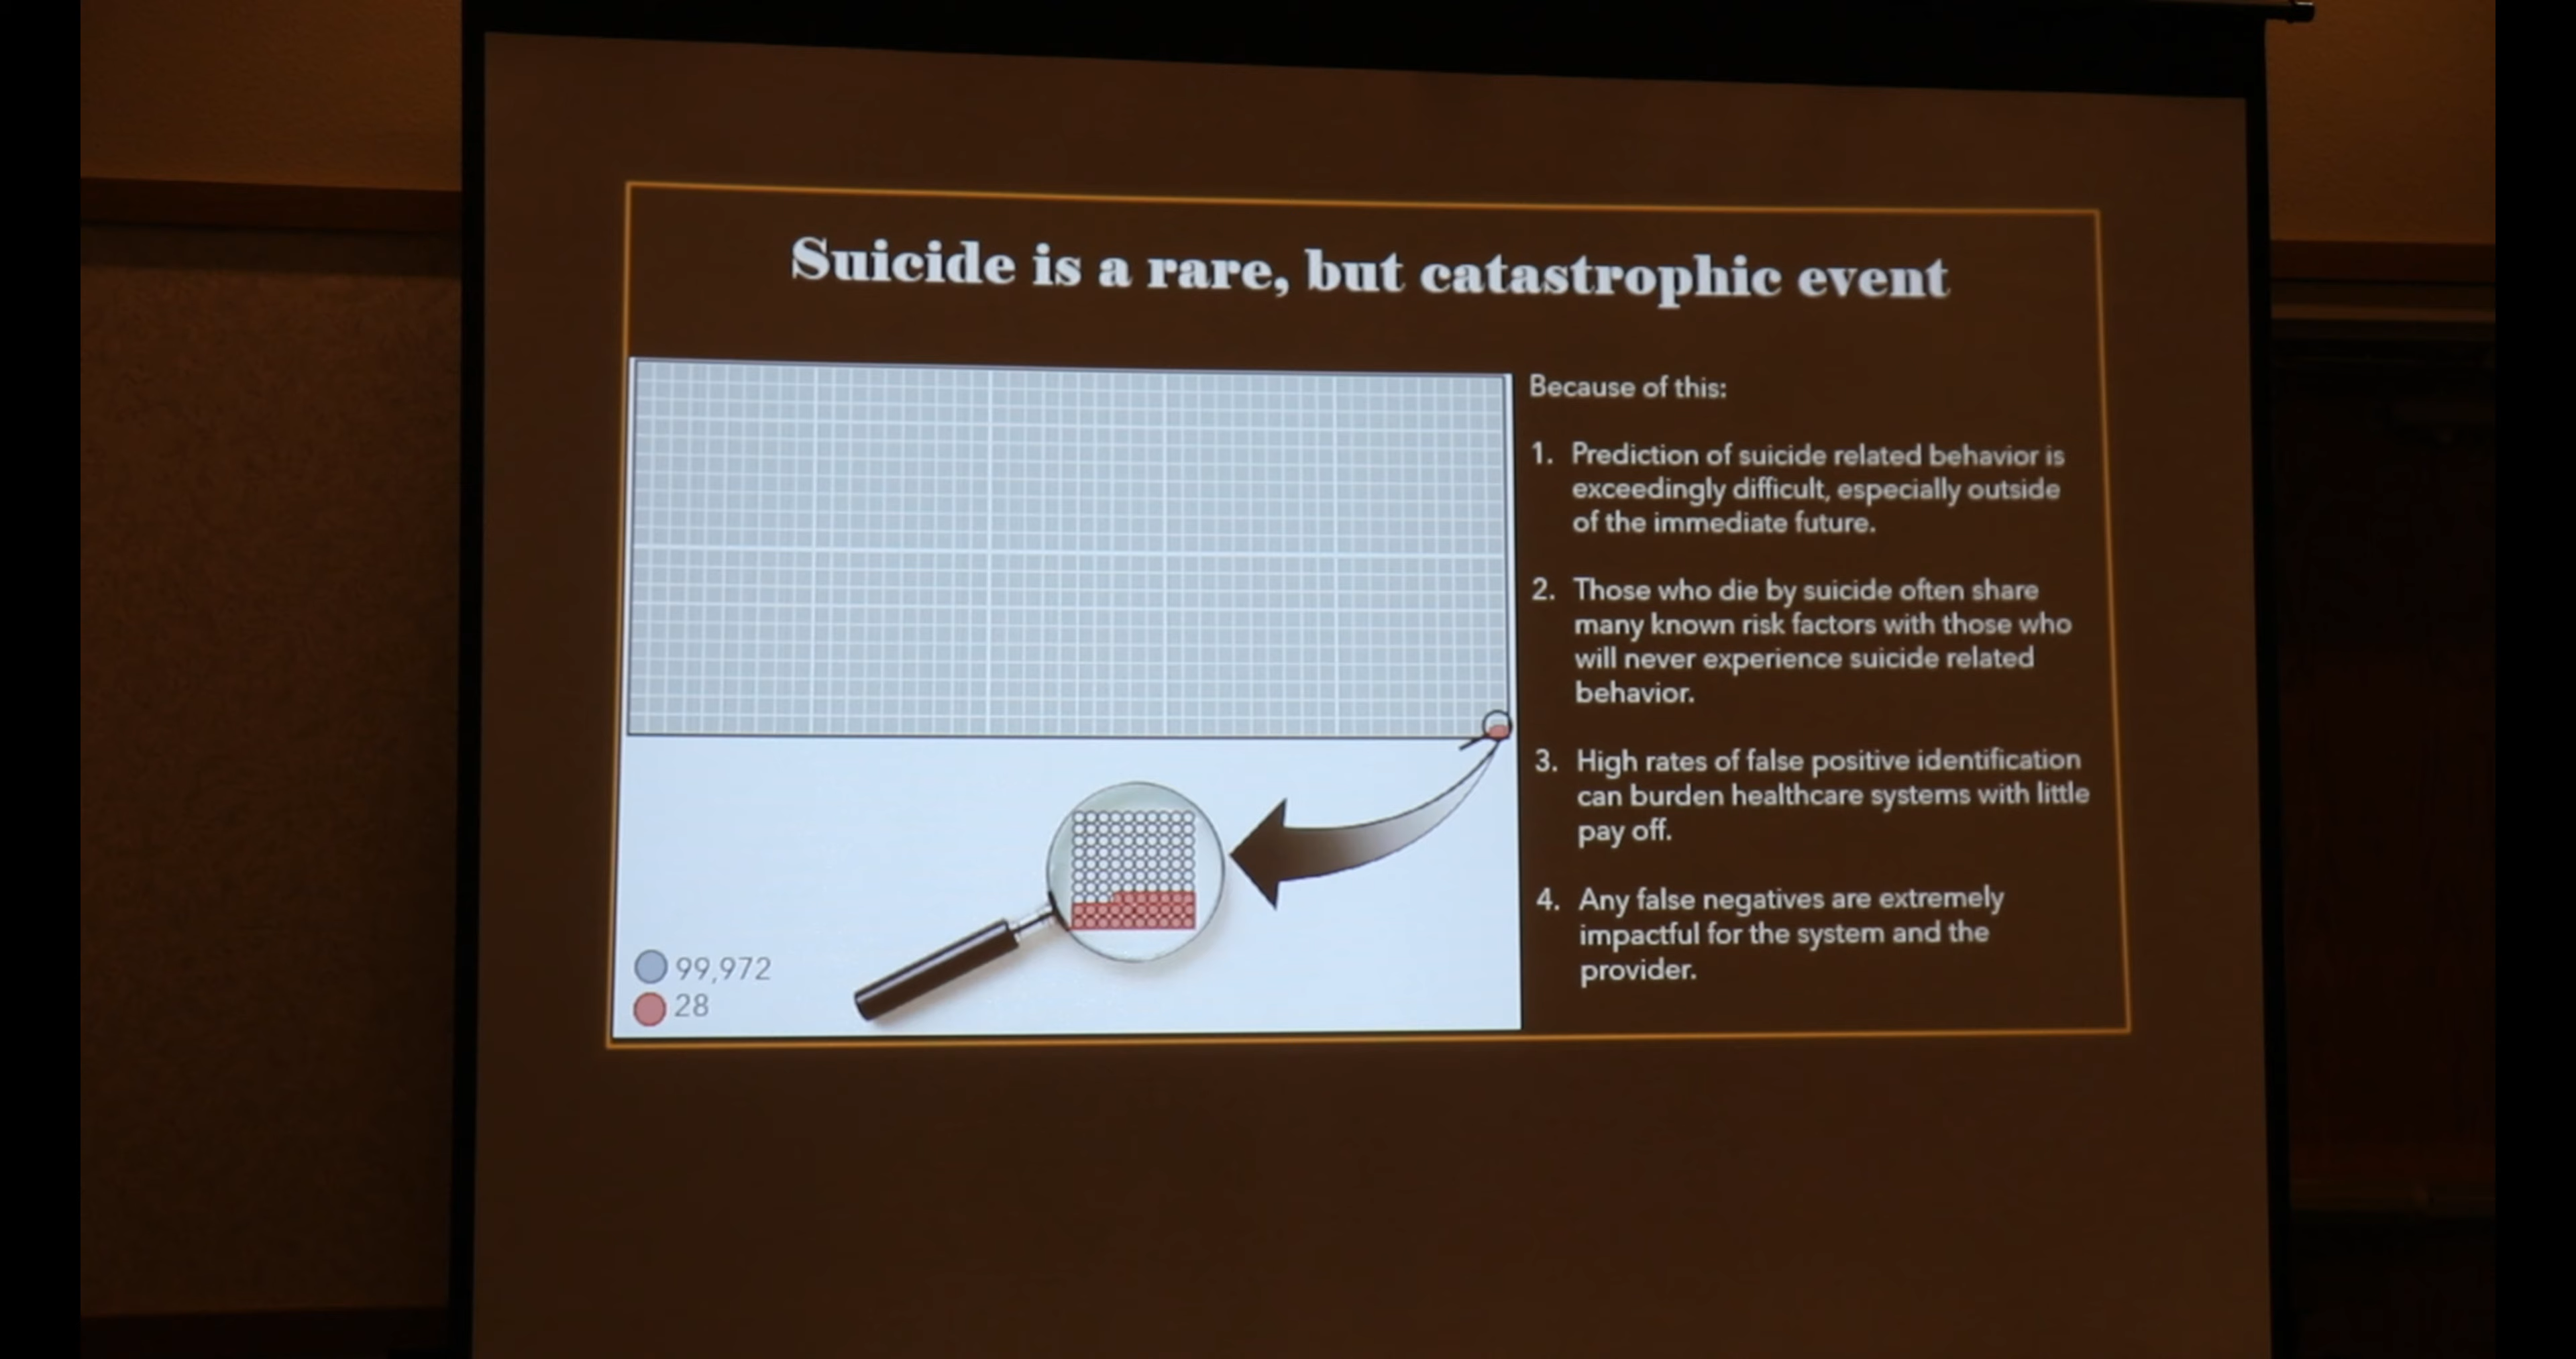 Suicide is a rare, but catastrophic event
Because of this:
1. Prediction of suicide related behavior is
exceedingly difficult, especially outside
of the immediate future.
2. Those who die by suicide often share
many known risk factors with those who
will never experience suicide related
behavior.
3. High rates of false positive identification
can burden healthcare systems with little
pay off.
4. Any false negatives are extremely
impactful for the system and the
provider.
99,972
28